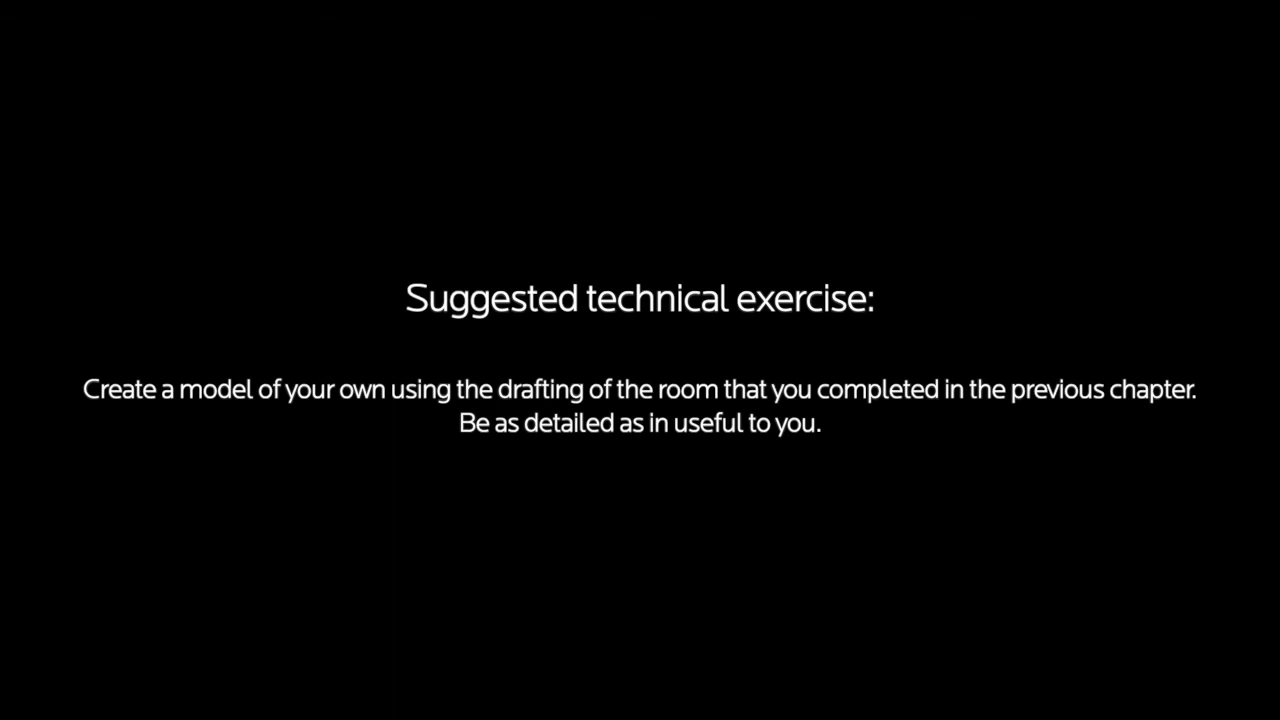 Suggested technical exercise:
Create a model of your own using the drafting of the room that you completed in the previous chapter.
Be as detailed as in useful to you.